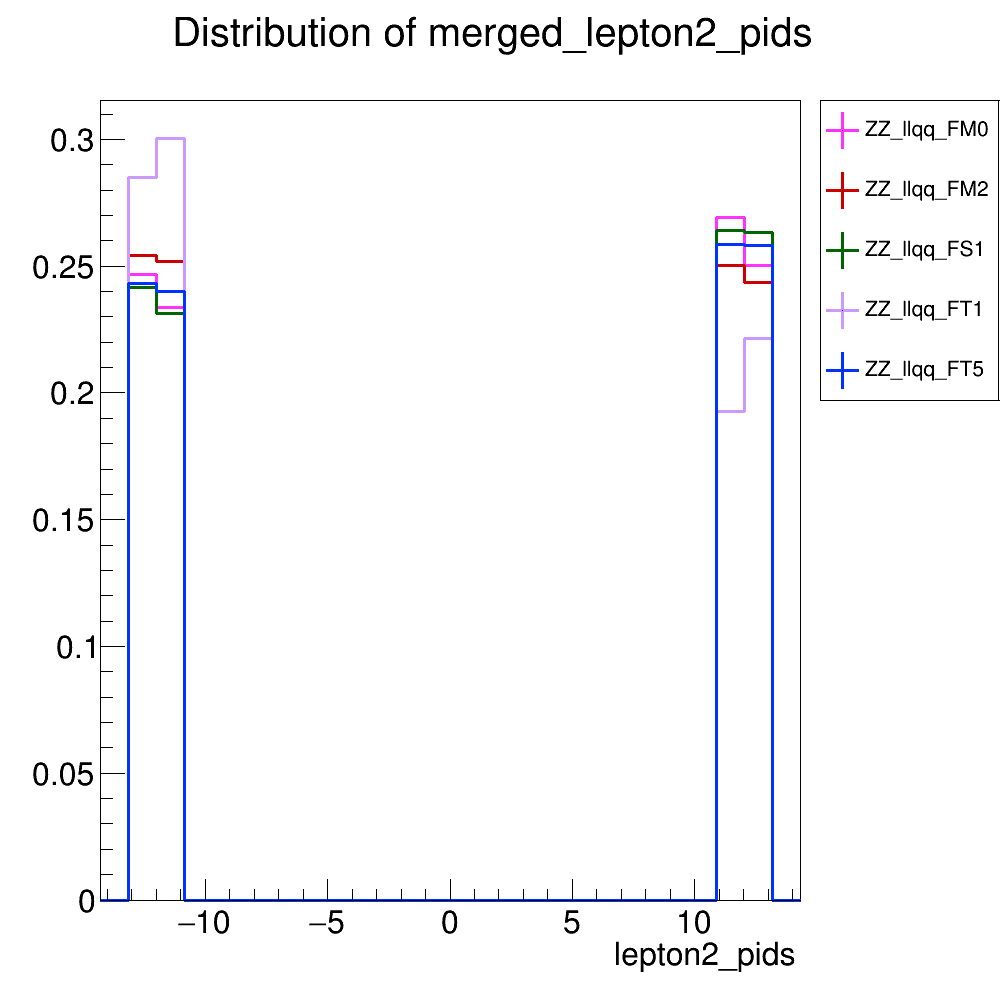 Distribution of merged_lepton2_pids
0.3
0.25
0.2
0.15
0.1
0.05
0
−10
−5
0
5
10
lepton2_pids
ZZ_llqq_FM0
ZZ_llqq_FM2
ZZ_llqq_FS1
ZZ_llqq_FT1
ZZ_llqq_FT5